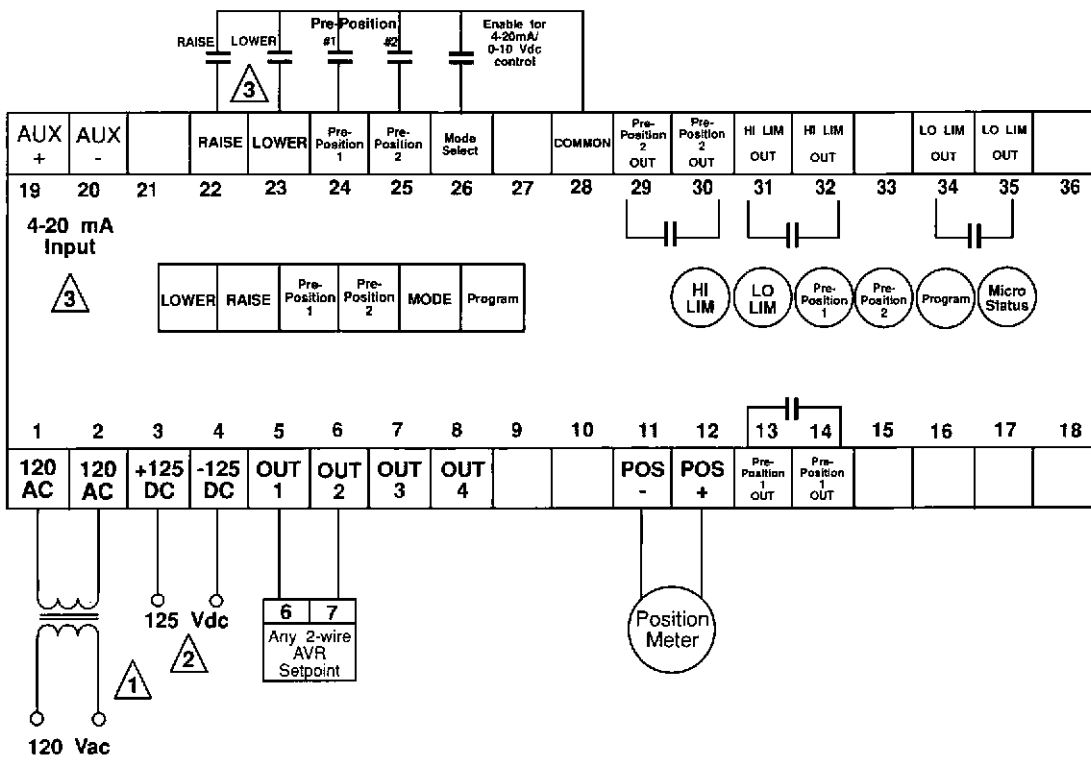 Pre-Position
RAISE LOWER #1 #2
Enable for
4-20mA/
0-10 Vdc
control
3
AUX
+
AUX
-
RAISE
LOWER
Pre-
Position
1
Pre-
Position
2
Mode
Select
COMMON
Pre-
Position
2
OUT
Pre-
Position
2
OUT
HI LIM
OUT
HI LIM
OUT
LO LIM
OUT
LO LIM
OUT
19 20 21 22 23 24 25 26 27 28 29 30 31 32 33 34 35 36
4-20 mA
Input
3
LOWER
RAISE
Pre-
Position
1
Pre-
Position
2
MODE
Program
HI
LIM
LO
LIM
Pre-
Position
1
Pre-
Position
2
Program
Micro
Status
1 2 3 4 5 6 7 8 9 10 11 12 13 14 15 16 17 18
120
AC
120
AC
+125
DC
-125
DC
OUT
1
OUT
2
OUT
3
OUT
4
POS
-
POS
+
Pre-
Position
1
OUT
Pre-
Position
1
OUT
125 Vdc
2
1
120 Vac
6 7
Any 2-wire
AVR
Setpoint
Position
Meter